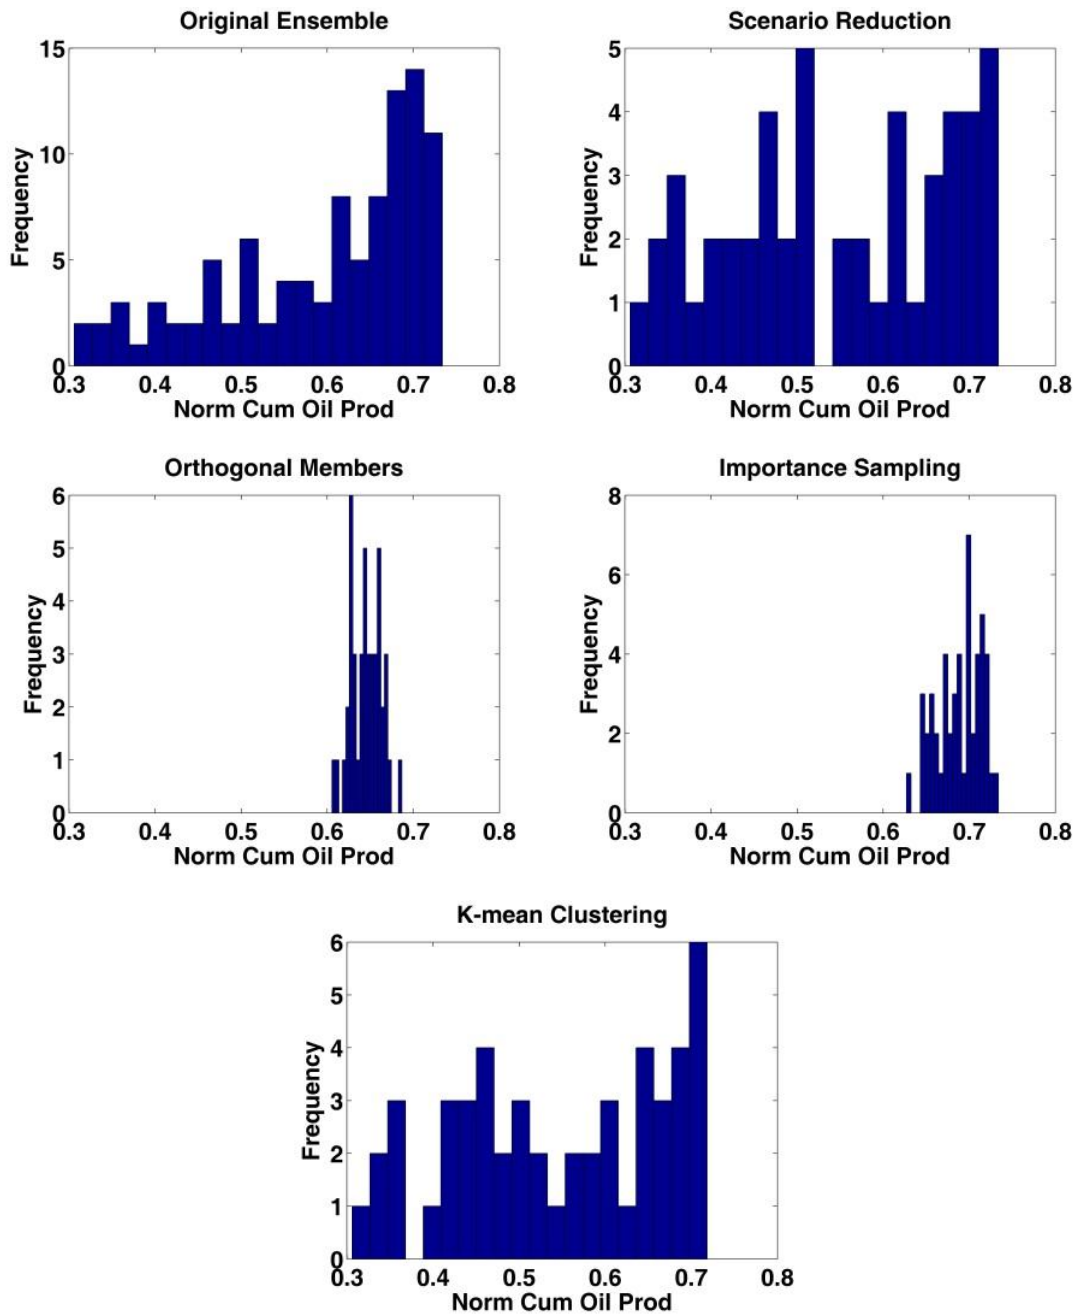 Original Ensemble
15
10
5
0
Frequency
0.3 0.4 0.5 0.6 0.7 0.8
Norm Cum Oil Prod
Scenario Reduction
5
4
3
2
1
0
Frequency
0.3 0.4 0.5 0.6 0.7 0.8
Norm Cum Oil Prod
Orthogonal Members
6
5
4
3
2
1
0
Frequency
0.3 0.4 0.5 0.6 0.7 0.8
Norm Cum Oil Prod
Importance Sampling
8
6
4
2
0
Frequency
0.3 0.4 0.5 0.6 0.7 0.8
Norm Cum Oil Prod
K-mean Clustering
6
5
4
3
2
1
0
Frequency
0.3 0.4 0.5 0.6 0.7 0.8
Norm Cum Oil Prod